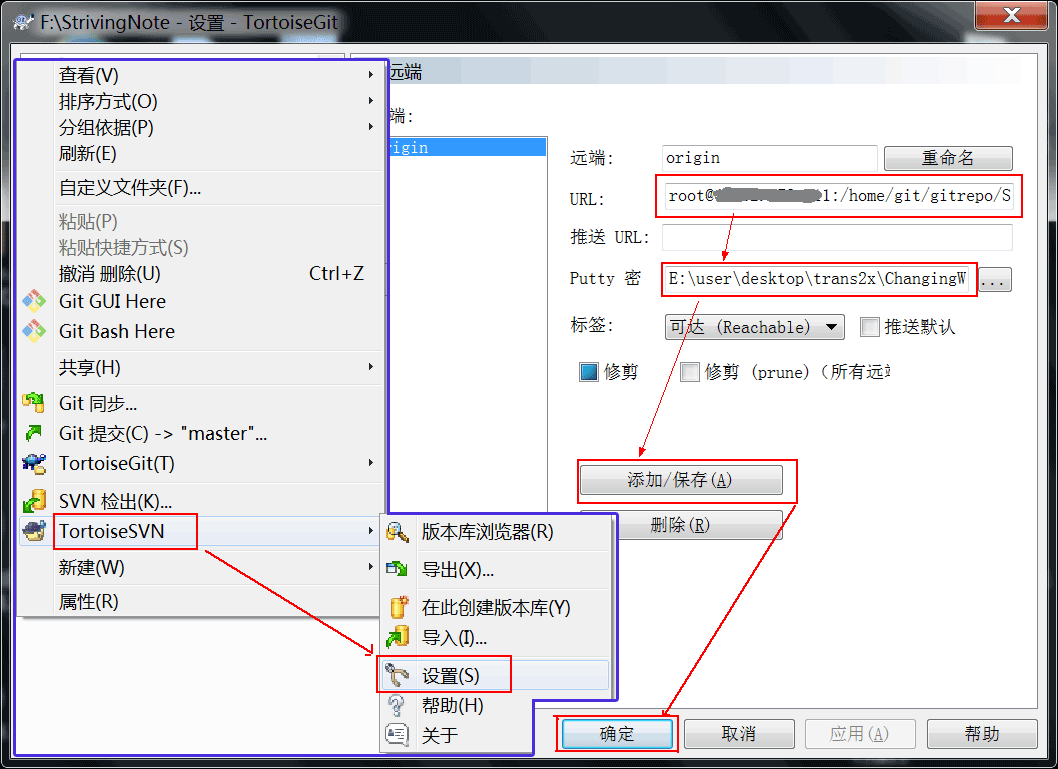 F:\StrivingNote - 设置 - TortoiseGit
查看(V)
排序方式(O)
分组依据(P)
刷新(E)
自定义文件夹(F)...
粘贴(P)
粘贴快捷方式(S)
撤消 删除(U) Ctrl+Z
Git GUI Here
Git Bash Here
共享(H)
Git 同步...
Git 提交(C) -> "master"...
TortoiseGit(T)
SVN 检出(K)...
TortoiseSVN
新建(W)
属性(R)
版本库浏览器(R)
导出(X)...
在此创建版本库(Y)
导入(I)...
设置(S)
帮助(H)
关于
远端
端:
igin
远端: origin 重命名
URL: root@ 1:/home/git/gitrepo/S
推送 URL:
Putty 密 E:\user\desktop\trans2x\ChangingW ...
标签: 可达 (Reachable) 推送默认
修剪 修剪 (prune) (所有远
添加/保存(A)
删除(R)
确定 取消 应用(A) 帮助